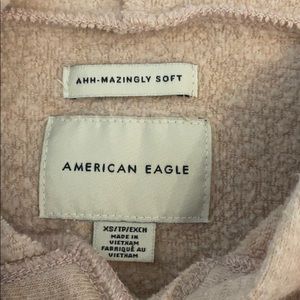 AHH-MAZINGLY SOFT
AMERICAN EAGLE
XS/TP/EXCH
MADE IN
VIETNAM
FABRIQUÉ AU
VIETNAM